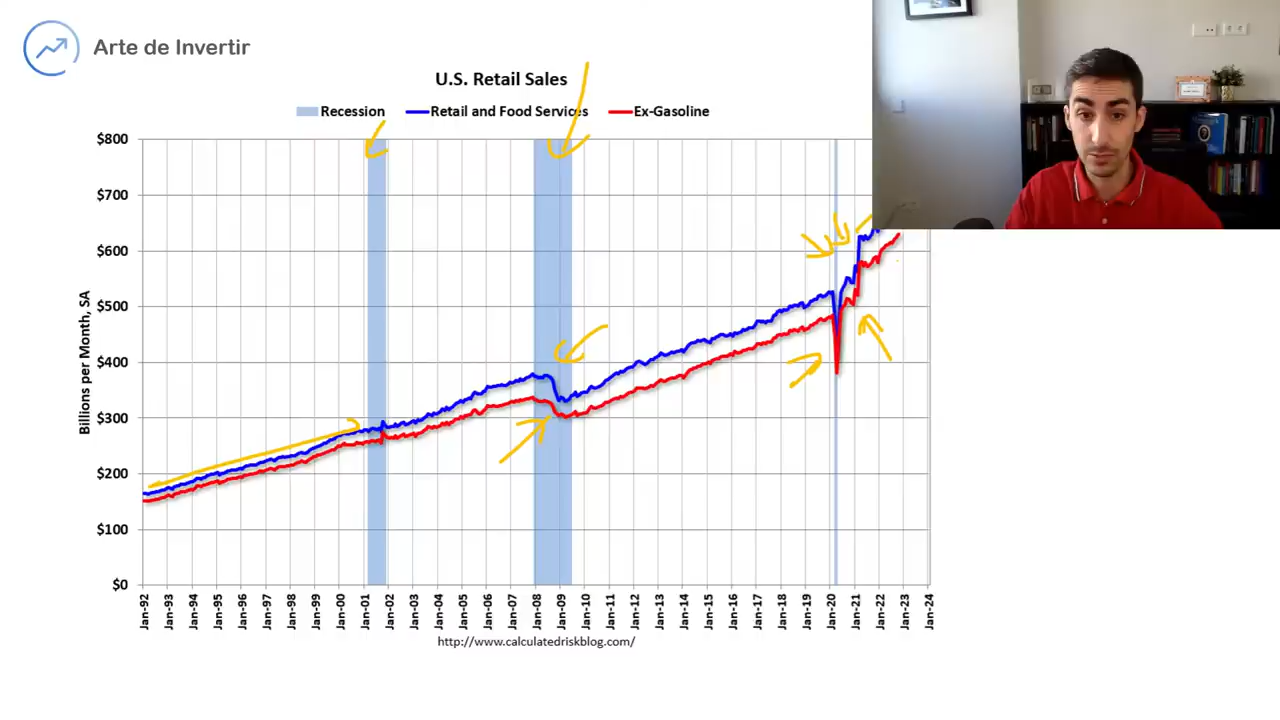 Arte de Invertir
U.S. Retail Sales
Recession Retail and Food Services Ex-Gasoline
$800
$700
$600
$500
$400
$300
$200
$100
$0
Billions per Month, SA
Jan-92 Jan-93 Jan-94 Jan-95 Jan-96 Jan-97 Jan-98 Jan-99 Jan-00 Jan-01 Jan-02 Jan-03 Jan-04 Jan-05 Jan-06 Jan-07 Jan-08 Jan-09 Jan-10 Jan-11 Jan-12 Jan-13 Jan-14 Jan-15 Jan-16 Jan-17 Jan-18 Jan-19 Jan-20 Jan-21 Jan-22 Jan-23 Jan-24
http://www.calculatedriskblog.com/